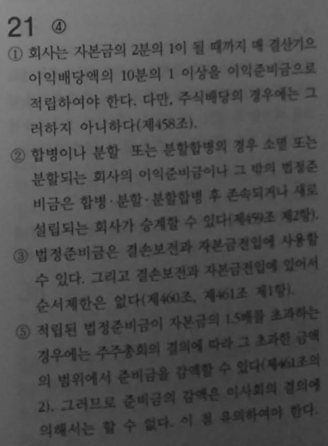 21 ④
① 회사는 자본금의 2분의 1이 될 때까지 매 결산기으
이익배당액의 10분의 1 이상을 이익준비금으로
적립하여야 한다. 다만, 주식배당의 경우에는 그
러하지 아니하다(제458조).
② 합병이나 분할 또는 분할합병의 경우 소멸 또는
분할되는 회사의 이익준비금이나 그 밖의 법정준
비금은 합병·분할·분할합병 후 존속되거나 새로
설립되는 회사가 승계할 수 있다(제459조 제2항).
③ 법정준비금은 결손보전과 자본금전입에 사용할
수 있다. 그리고 결손보전과 자본금전입에 있어서
순서제한은 없다(제460조, 제461조 제1항).
⑤ 적립된 법정준비금이 자본금의 1.5배를 초과하는
경우에는 주주총회의 결의에 따라 그 초과한 금액
의 범위에서 준비금을 감액할 수 있다(제461조의
2). 그러므로 준비금의 감액은 이사회의 결의에
의해서는 할 수 없다. 이 점 유의하여야 한다.